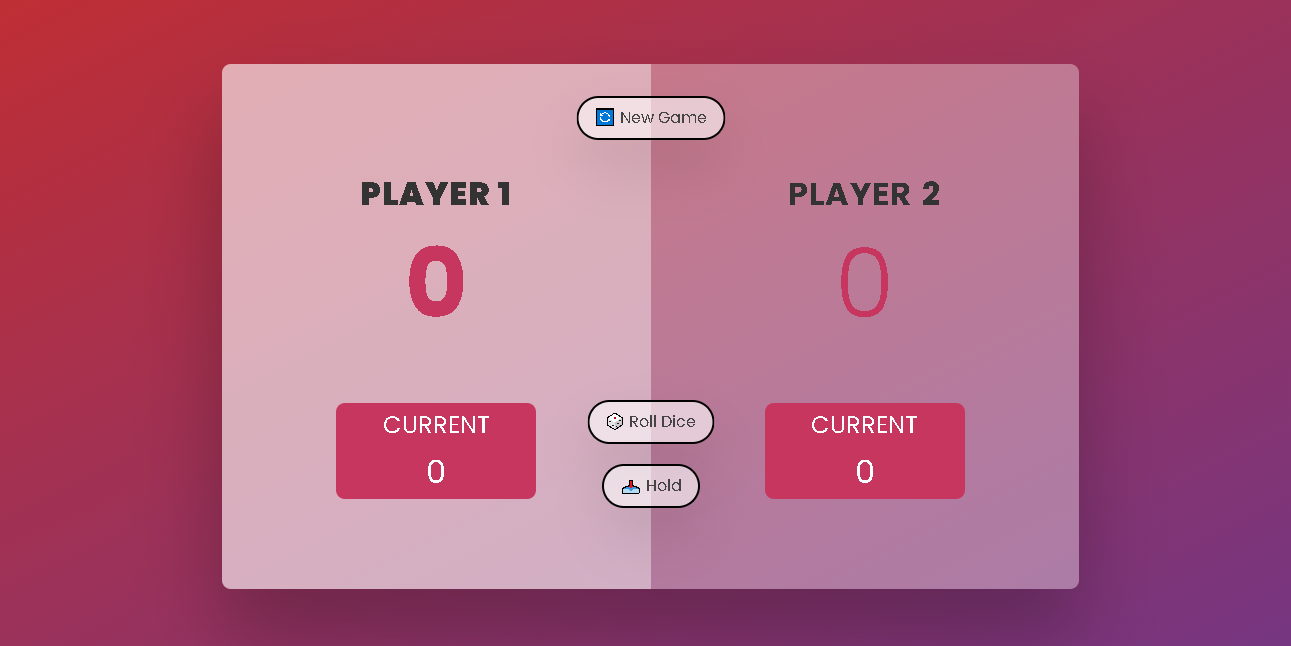 New Game
PLAYER 1
0
CURRENT
0
PLAYER 2
0
CURRENT
0
Roll Dice
Hold